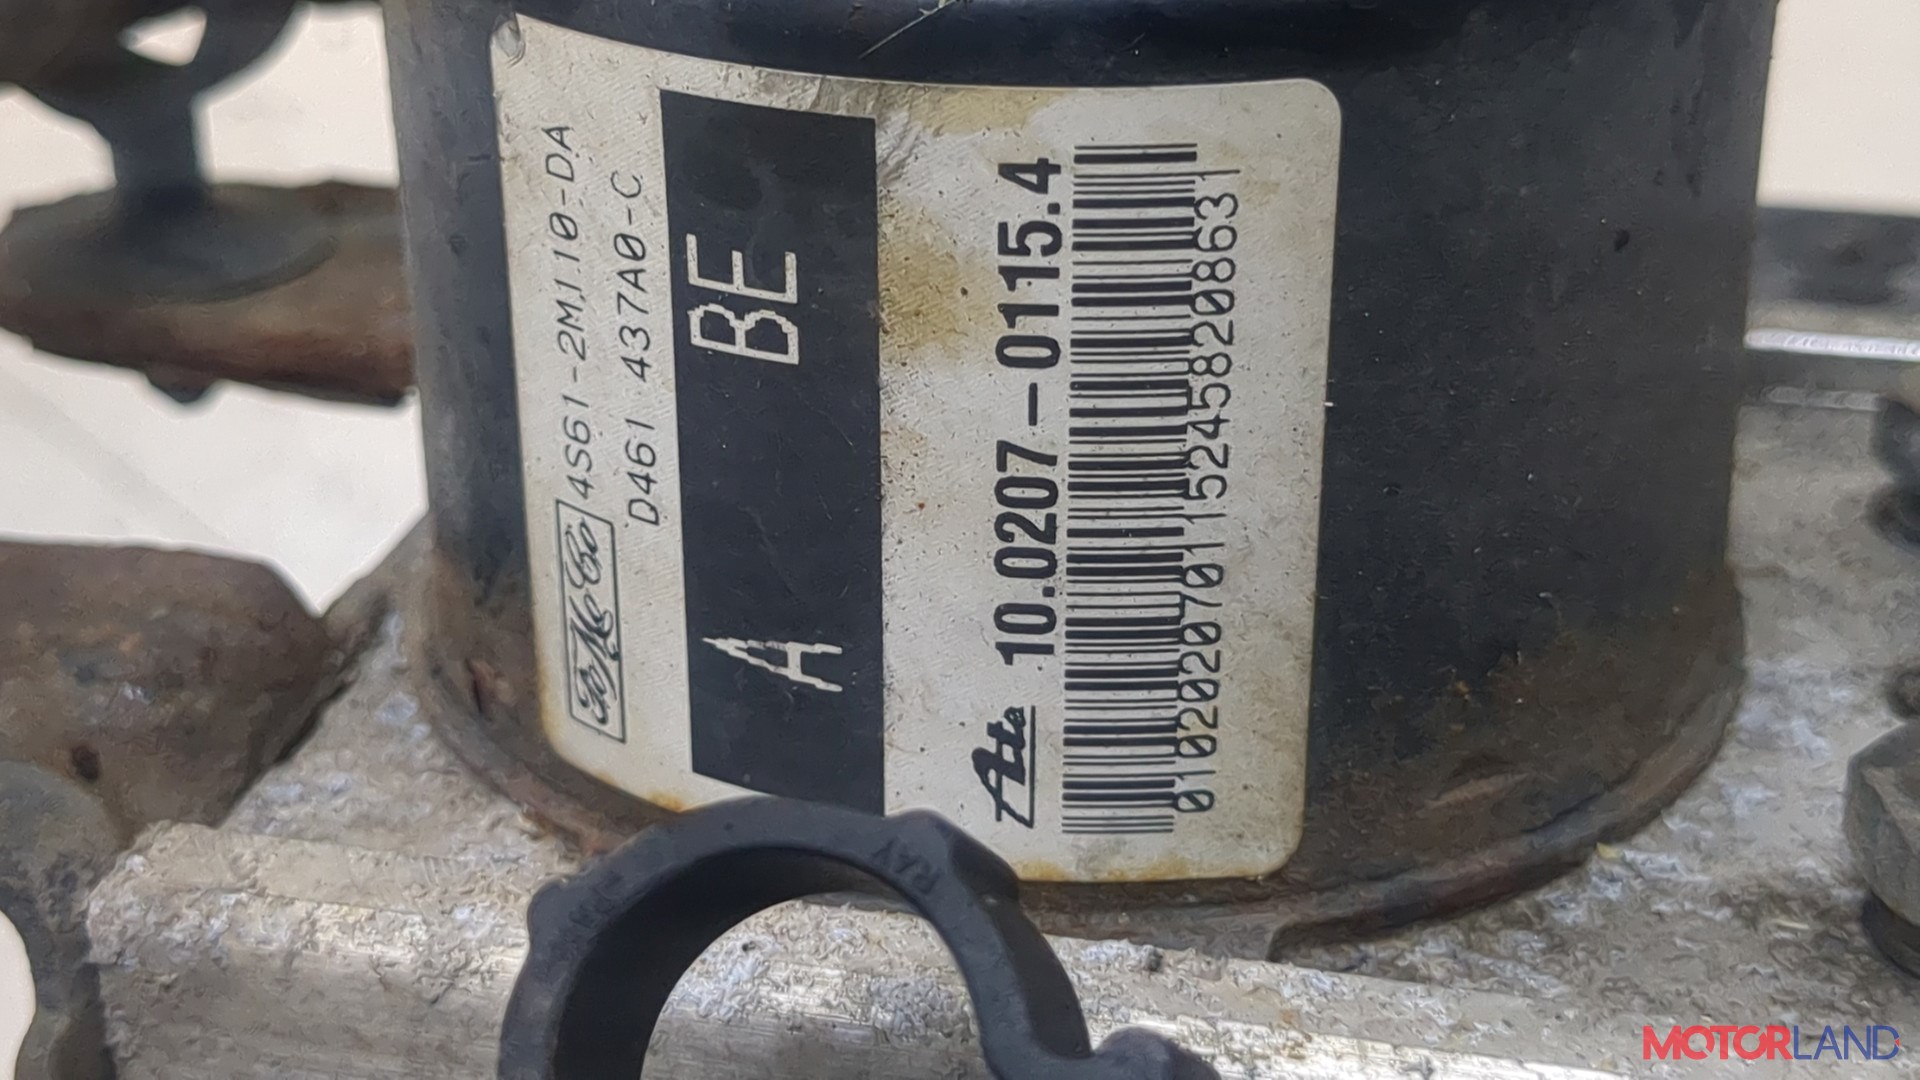 FoMoCo 4S61-2M110-DA
D461 437A0-C
A BE
Ate 10.0207-0115.4
0102020701152458208631
MOTORLAND